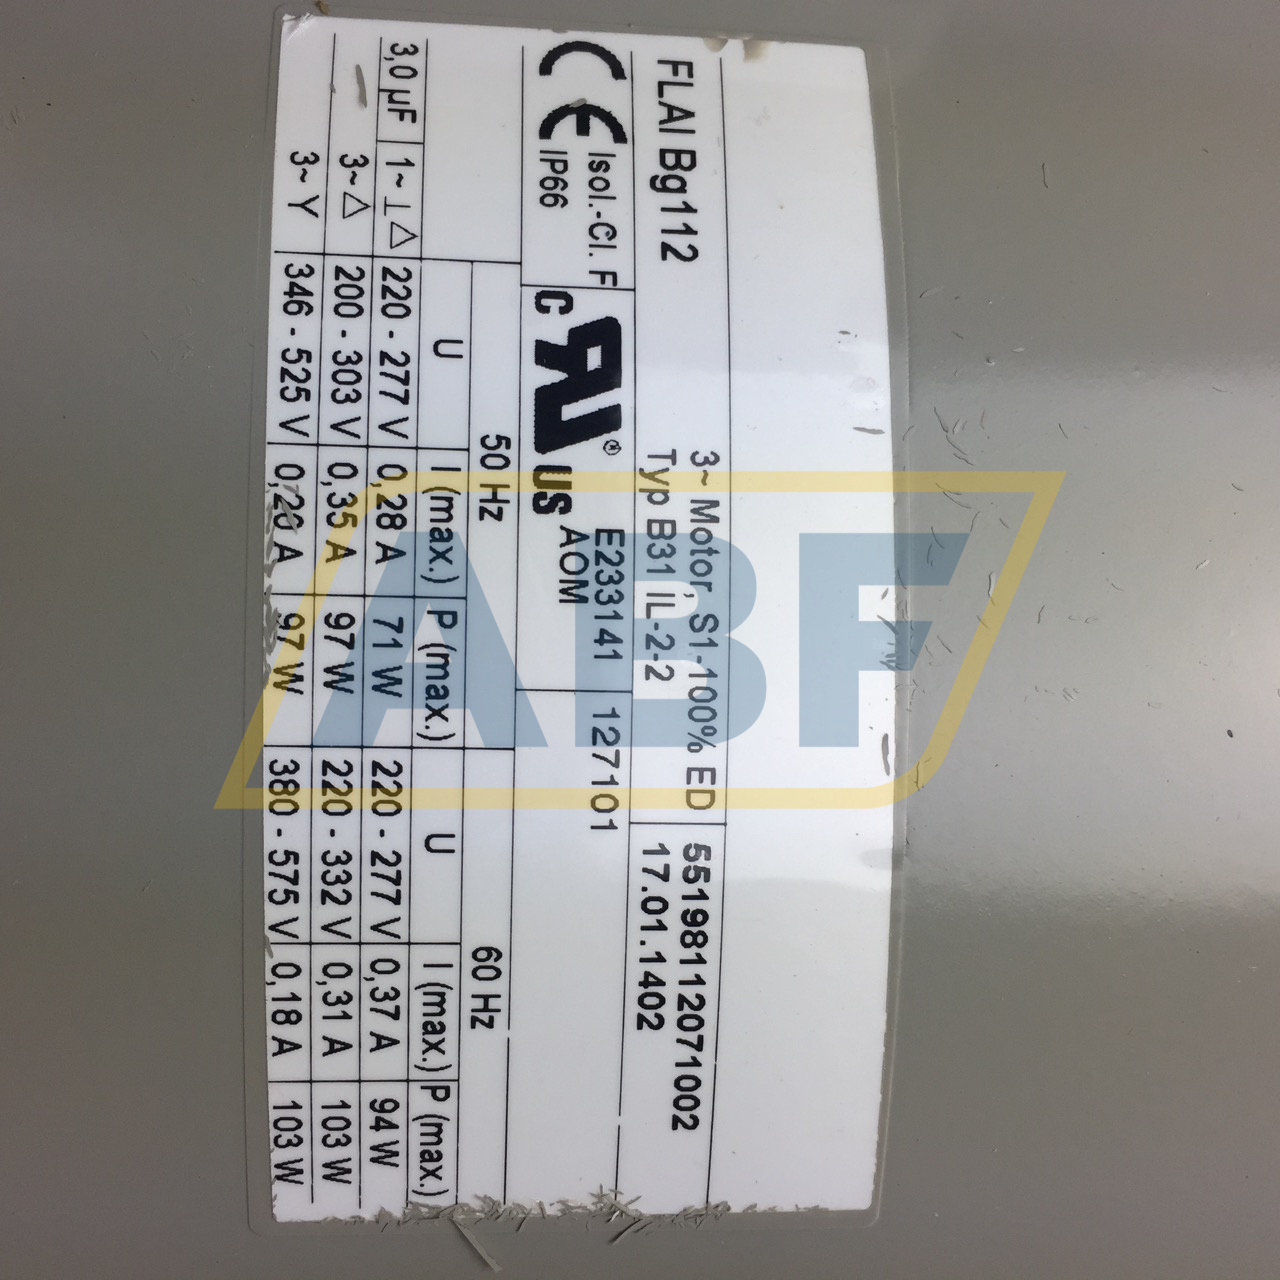 3~ Motor, S1-100% ED 5519811207​1002
FLAI Bg112 Typ B31 IL-2-2 17.01.1402
CE Isol.-Cl. F E233141 127101
IP66 c US AOM
50 Hz 60 Hz
U I (max.) P (max.) U I (max.) P (max.)
3,0 µF 1~ ⊥ △ 220 - 277 V 0,28 A 71 W 220 - 277 V 0,37 A 94 W
3~ △ 200 - 303 V 0,35 A 97 W 220 - 332 V 0,31 A 103 W
3~ Y 346 - 525 V 0,20 A 97 W 380 - 575 V 0,18 A 103 W
ABF